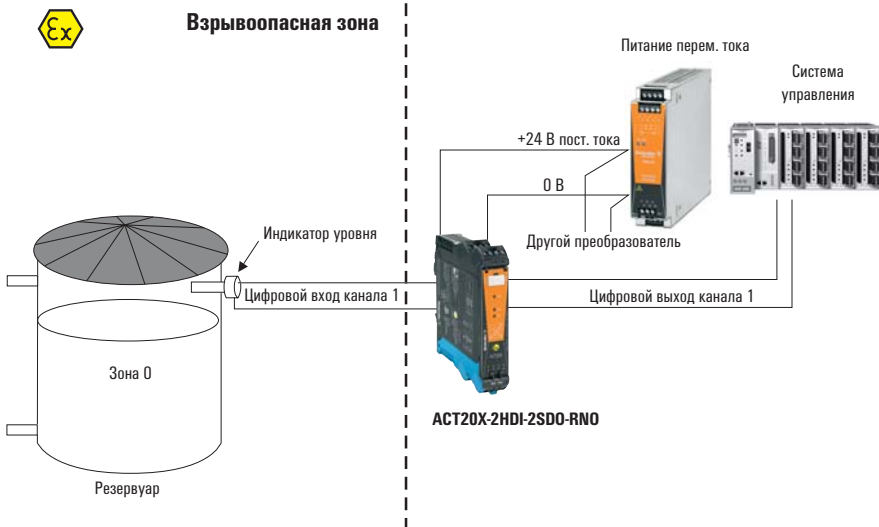 Ex
Взрывоопасная зона
Питание перем. тока
Система
управления
+24 В пост. тока
0 В
Другой преобразователь
Индикатор уровня
Цифровой вход канала 1
Цифровой выход канала 1
Зона 0
ACT20X-2HDI-2SDO-RNO
Резервуар